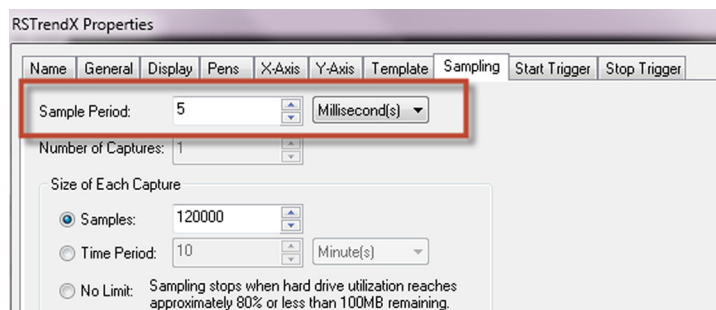 RSTrendX Properties
Name General Display Pens X-Axis Y-Axis Template Sampling Start Trigger Stop Trigger
Sample Period: 5 Millisecond(s)
Number of Captures: 1
Size of Each Capture
Samples: 120000
Time Period: 10 Minute(s)
No Limit: Sampling stops when hard drive utilization reaches
approximately 80% or less than 100MB remaining.